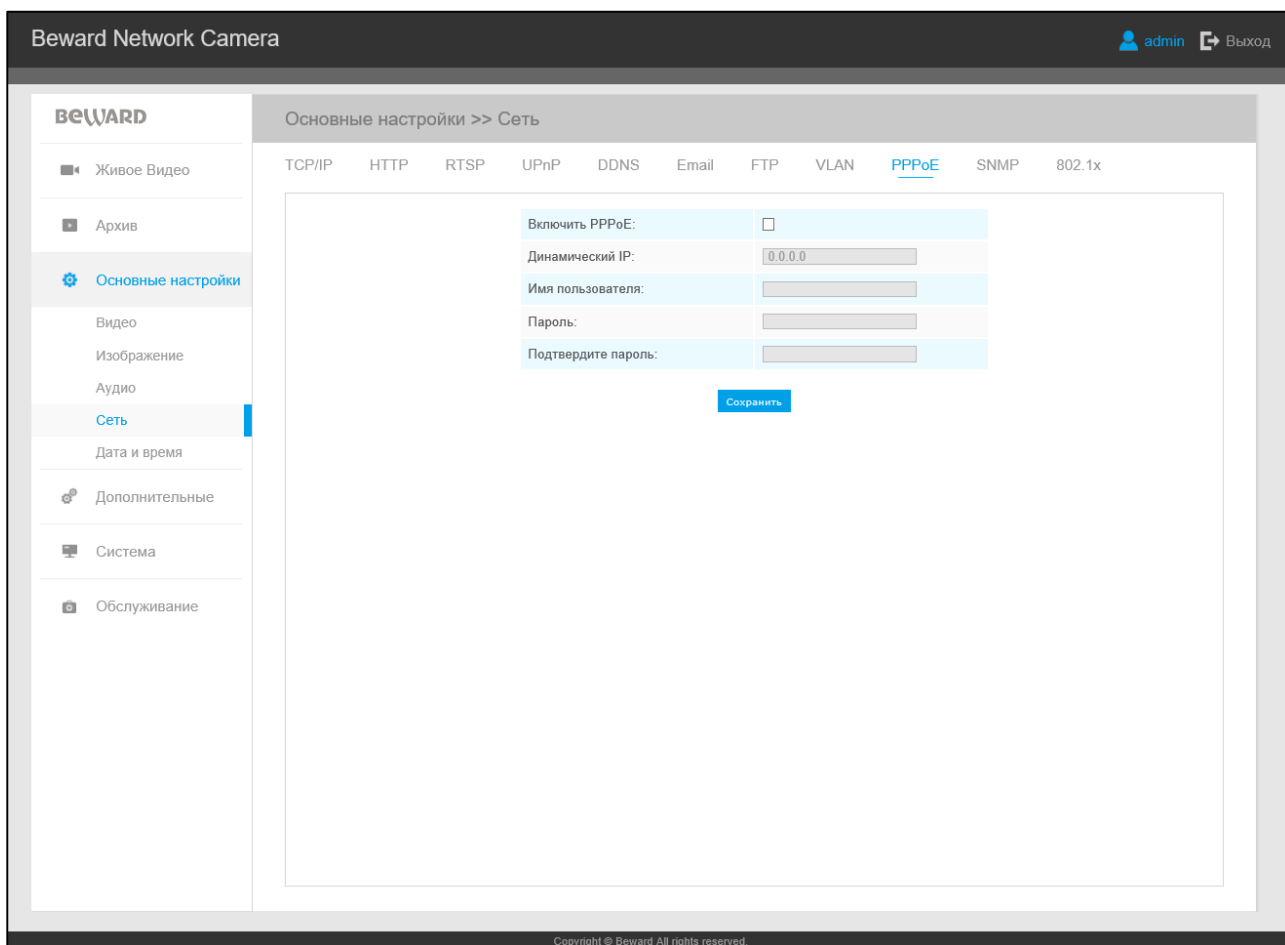 Beward Network Camera
admin Выход
BEWARD
Основные настройки >> Сеть
Живое Видео
Архив
Основные настройки
Видео
Изображение
Аудио
Сеть
Дата и время
Дополнительные
Система
Обслуживание
TCP/IP HTTP RTSP UPnP DDNS Email FTP VLAN PPPoE SNMP 802.1x
Включить PPPoE:
Динамический IP: 0.0.0.0
Имя пользователя:
Пароль:
Подтвердите пароль:
Сохранить
Copyright © Beward All rights reserved.